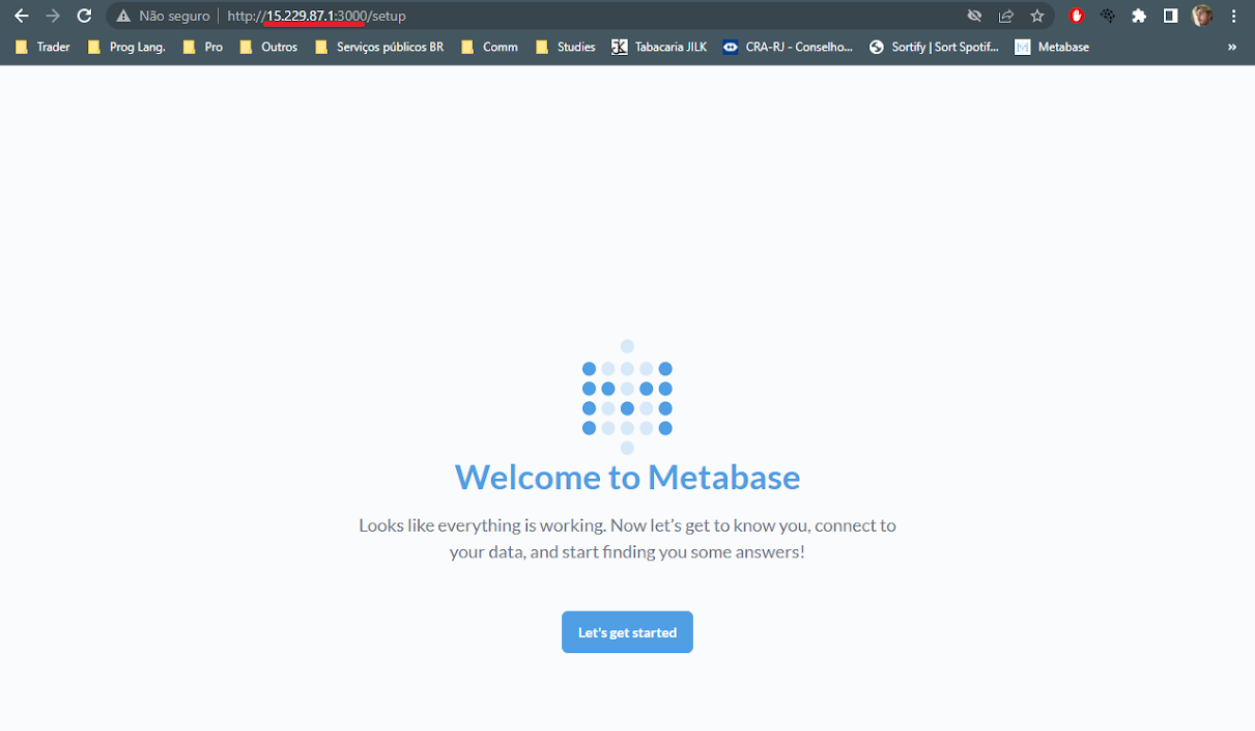 Não seguro http://15.229.87.1:3000/setup
Trader Prog Lang. Pro Outros Serviços públicos BR Comm Studies Tabacaria JILK CRA-RJ - Conselho... Sortify | Sort Spotif... Metabase »
Welcome to Metabase
Looks like everything is working. Now let's get to know you, connect to
your data, and start finding you some answers!
Let's get started